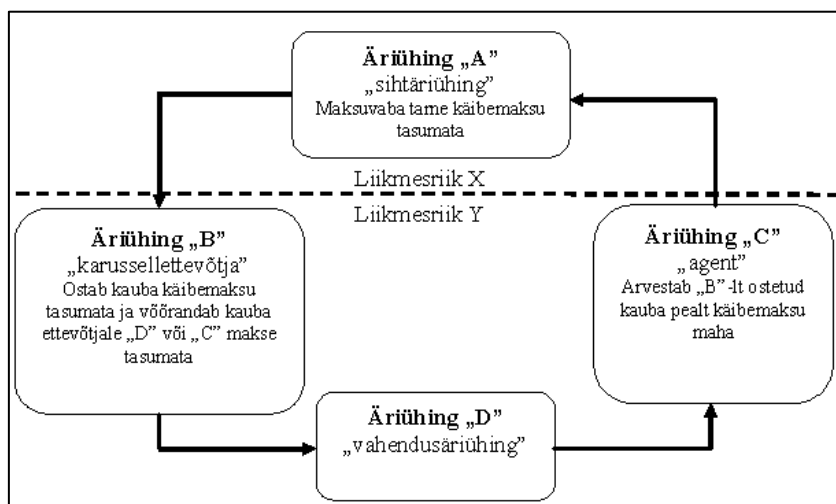 Äriühing „A”
„sihtäriühing”
Maksuvaba tarne käibemaksu
tasumata
Liikmesriik X
Liikmesriik Y
Äriühing „B”
„karussellettevõtja”
Ostab kauba käibemaksu
tasumata ja võõrandab kauba
ettevõtjale „D” või „C” makse
tasumata
Äriühing „C”
„agent”
Arvestab „B”-lt ostetud
kauba pealt käibemaksu
maha
Äriühing „D”
„vahendusäriühing”